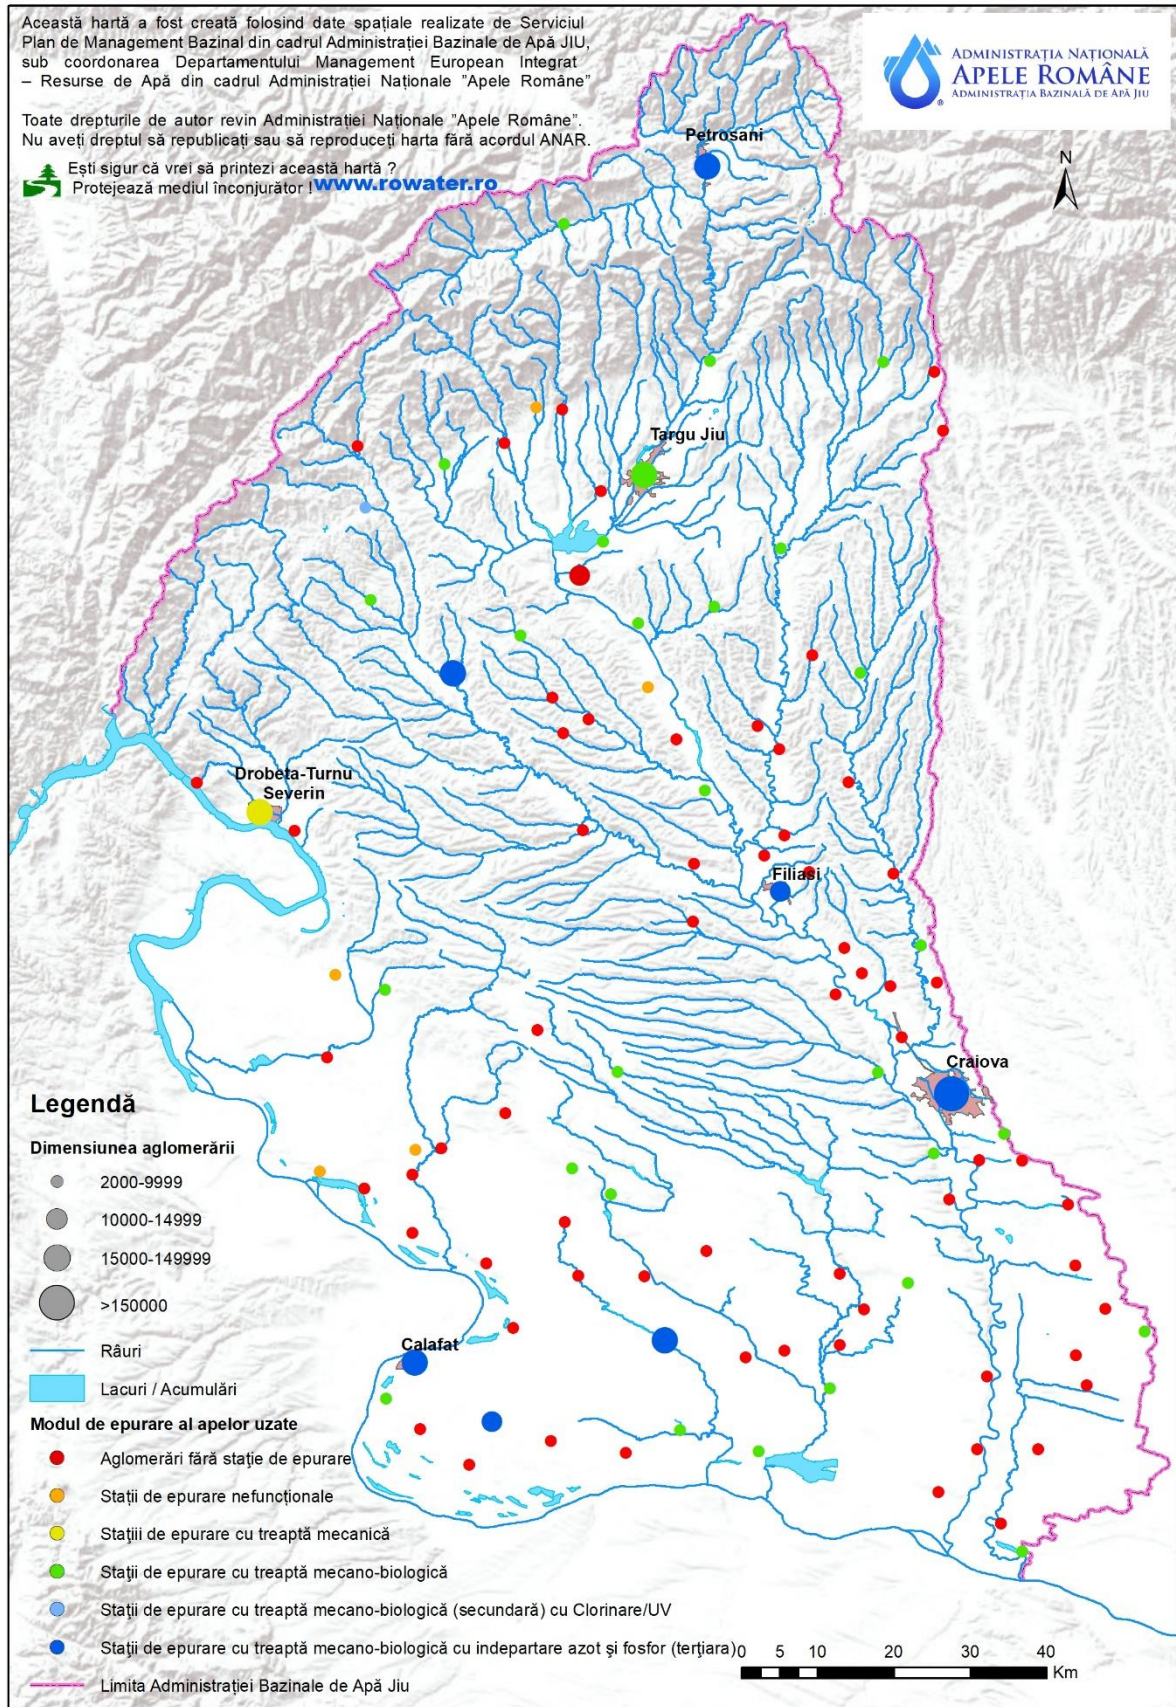 Această hartă a fost creată folosind date spațiale realizate de Serviciul
Plan de Management Bazinal din cadrul Administrației Bazinale de Apă JIU,
sub coordonarea Departamentului Management European Integrat
– Resurse de Apă din cadrul Administrației Naționale ”Apele Române”
Toate drepturile de autor revin Administrației Naționale ”Apele Române”.
Nu aveți dreptul să republicați sau să reproduceți harta fără acordul ANAR.
Ești sigur că vrei să printezi această hartă ?
Protejează mediul înconjurător ! www.rowater.ro
ADMINISTRAȚIA NAȚIONALĂ
APELE ROMÂNE
ADMINISTRAȚIA BAZINALĂ DE APĂ JIU
®
N
Petrosani
Targu Jiu
Drobeta-Turnu
Severin
Filiasi
Craiova
Calafat
Legendă
Dimensiunea aglomerării
2000-9999
10000-14999
15000-149999
>150000
Râuri
Lacuri / Acumulări
Modul de epurare al apelor uzate
Aglomerări fără stație de epurare
Stații de epurare nefuncționale
Stațiii de epurare cu treaptă mecanică
Stații de epurare cu treaptă mecano-biologică
Stații de epurare cu treaptă mecano-biologică (secundară) cu Clorinare/UV
Stații de epurare cu treaptă mecano-biologică cu indepartare azot și fosfor (terțiara)
Limita Administrației Bazinale de Apă Jiu
0 5 10 20 30 40
Km